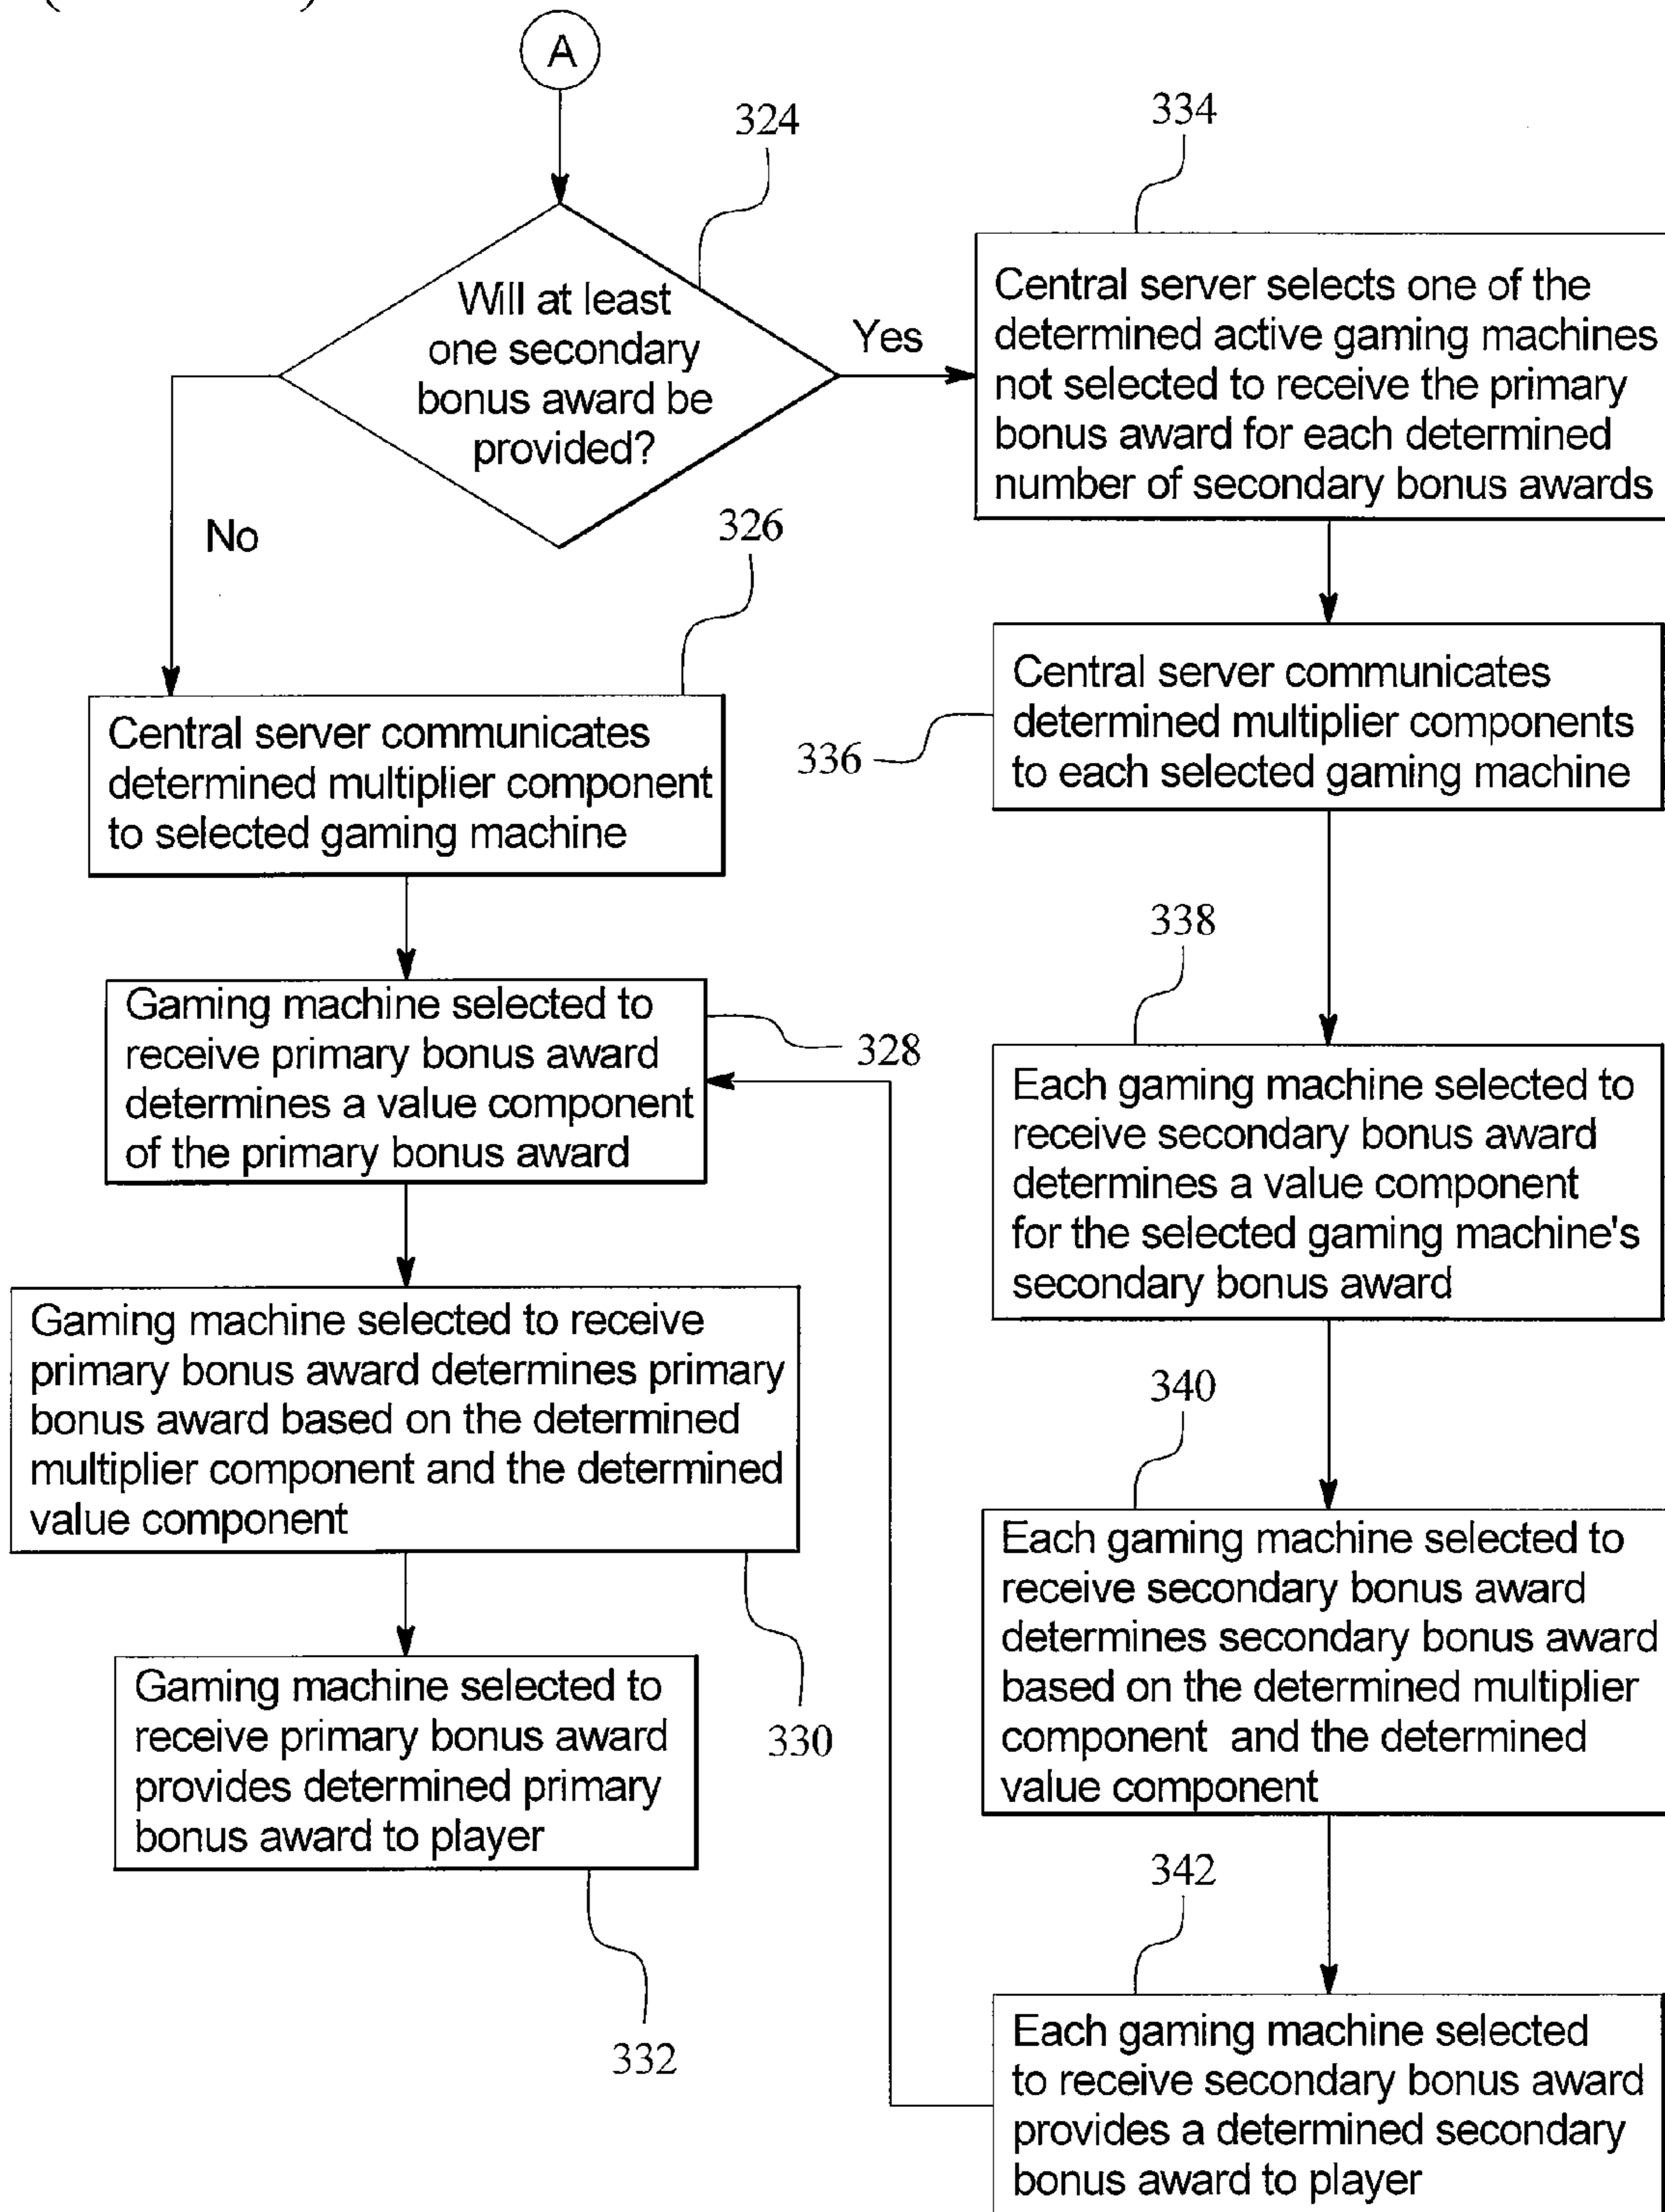 A
324
Will at least
one secondary
bonus award be
provided?
Yes
No
334
Central server selects one of the
determined active gaming machines
not selected to receive the primary
bonus award for each determined
number of secondary bonus awards
326
Central server communicates
determined multiplier component
to selected gaming machine
336
Central server communicates
determined multiplier components
to each selected gaming machine
328
Gaming machine selected to
receive primary bonus award
determines a value component
of the primary bonus award
338
Each gaming machine selected to
receive secondary bonus award
determines a value component
for the selected gaming machine's
secondary bonus award
Gaming machine selected to receive
primary bonus award determines primary
bonus award based on the determined
multiplier component and the determined
value component
330
340
Each gaming machine selected to
receive secondary bonus award
determines secondary bonus award
based on the determined multiplier
component and the determined
value component
Gaming machine selected to
receive primary bonus award
provides determined primary
bonus award to player
332
342
Each gaming machine selected
to receive secondary bonus award
provides a determined secondary
bonus award to player